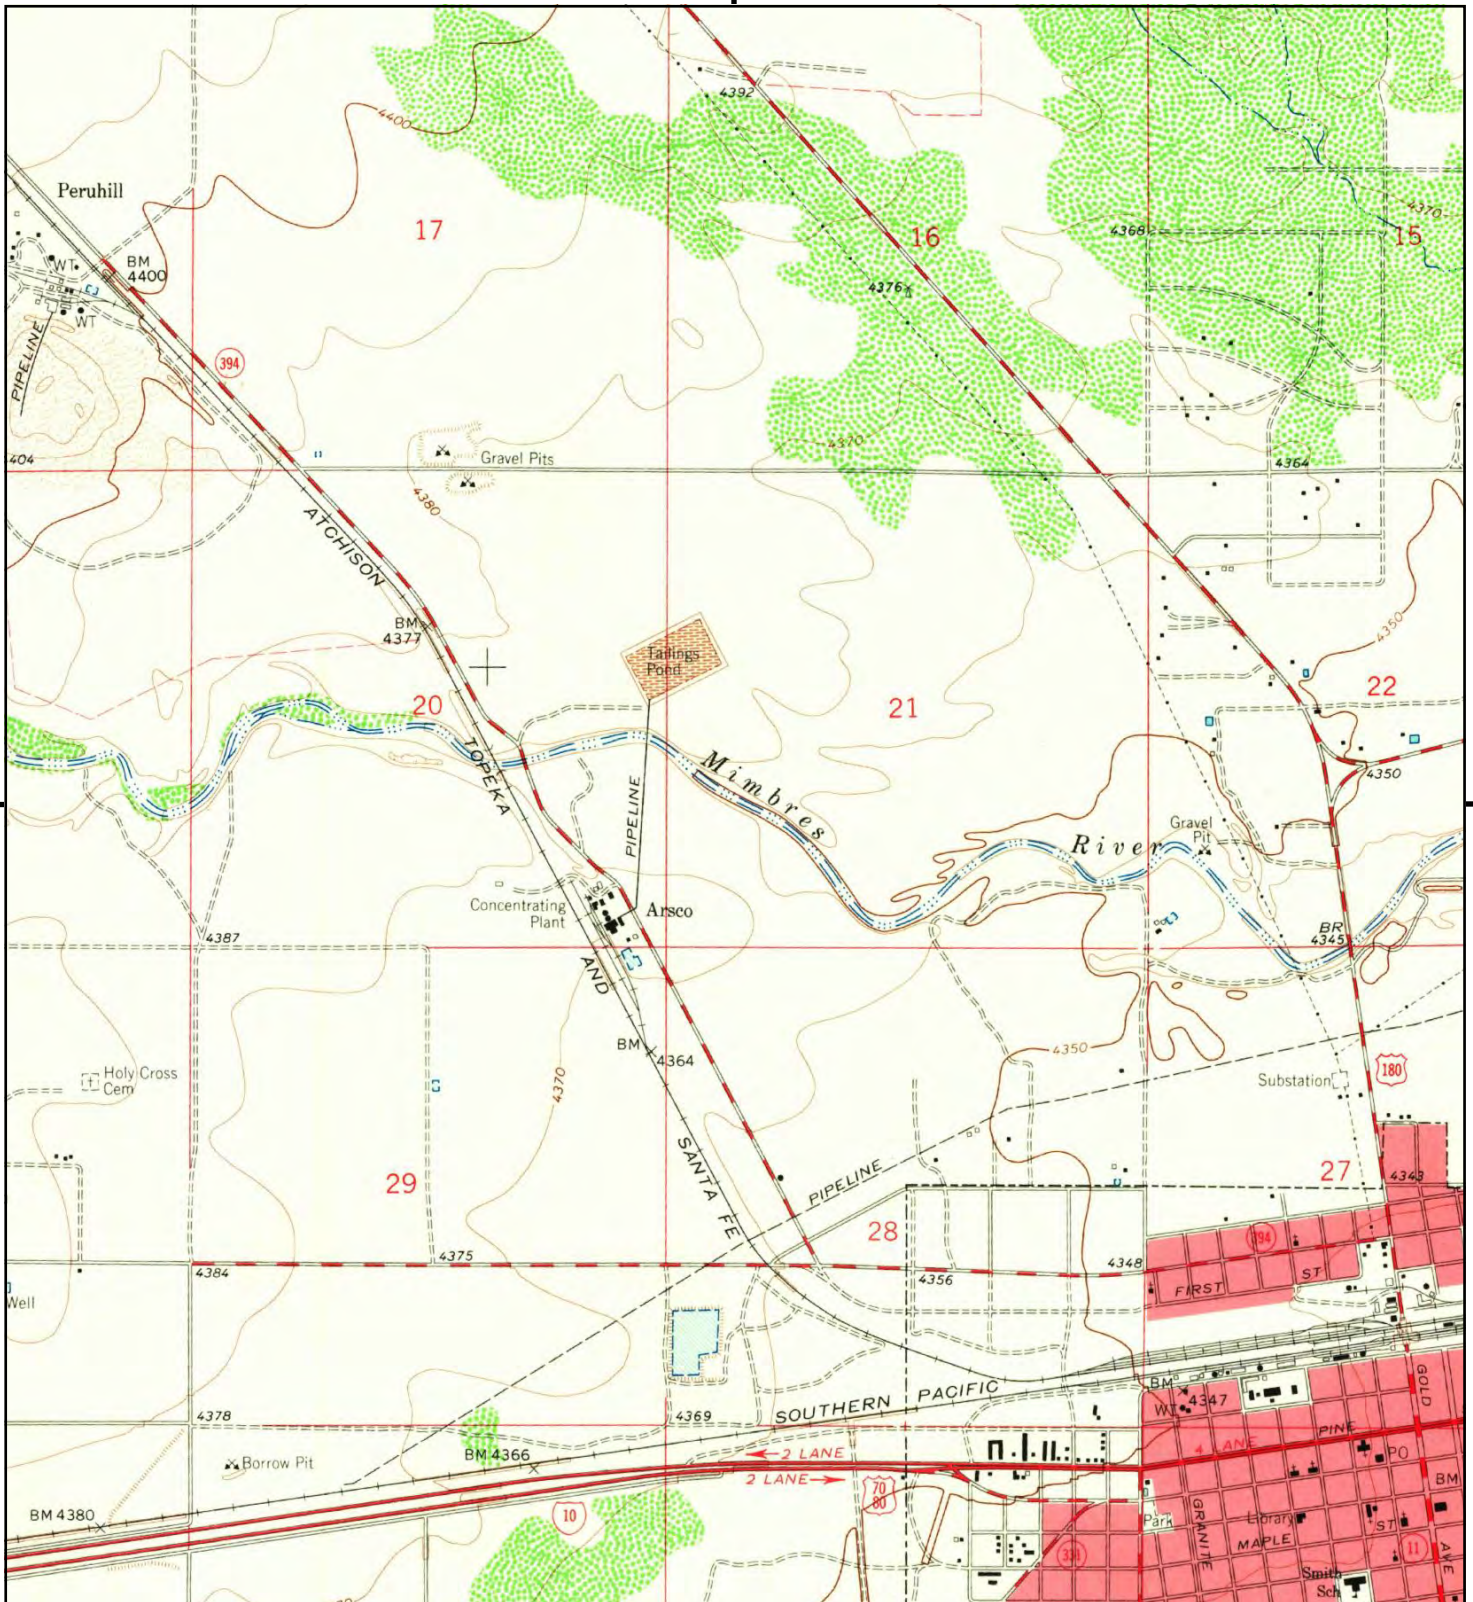 4392
4400
Peruhill
17
16
15
4370
4368
WT
BM
4400
4376
WT
PIPELINE
394
4370
404
Gravel Pits
4364
4380
ATCHISON
BM
4377
4350
Tailings
Pond
20
21
22
TOPEKA
Mimbres
4350
PIPELINE
Gravel
Pit
River
Concentrating
Plant
Arsco
4387
BR
4345
AND
BM
4364
4350
Holy Cross
Cem
4370
Substation
180
SANTA FE
29
PIPELINE
27
4343
28
394
4375
4384
4356
4348
FIRST ST
Well
SOUTHERN PACIFIC
BM
4347
WT
GOLD
4378
4369
PINE
4 LANE
2 LANE
2 LANE
PO
BM 4366
Borrow Pit
70
80
BM
BM 4380
10
Park
GRANITE
Library
MAPLE ST
11
331
AVE
Smith
Sch